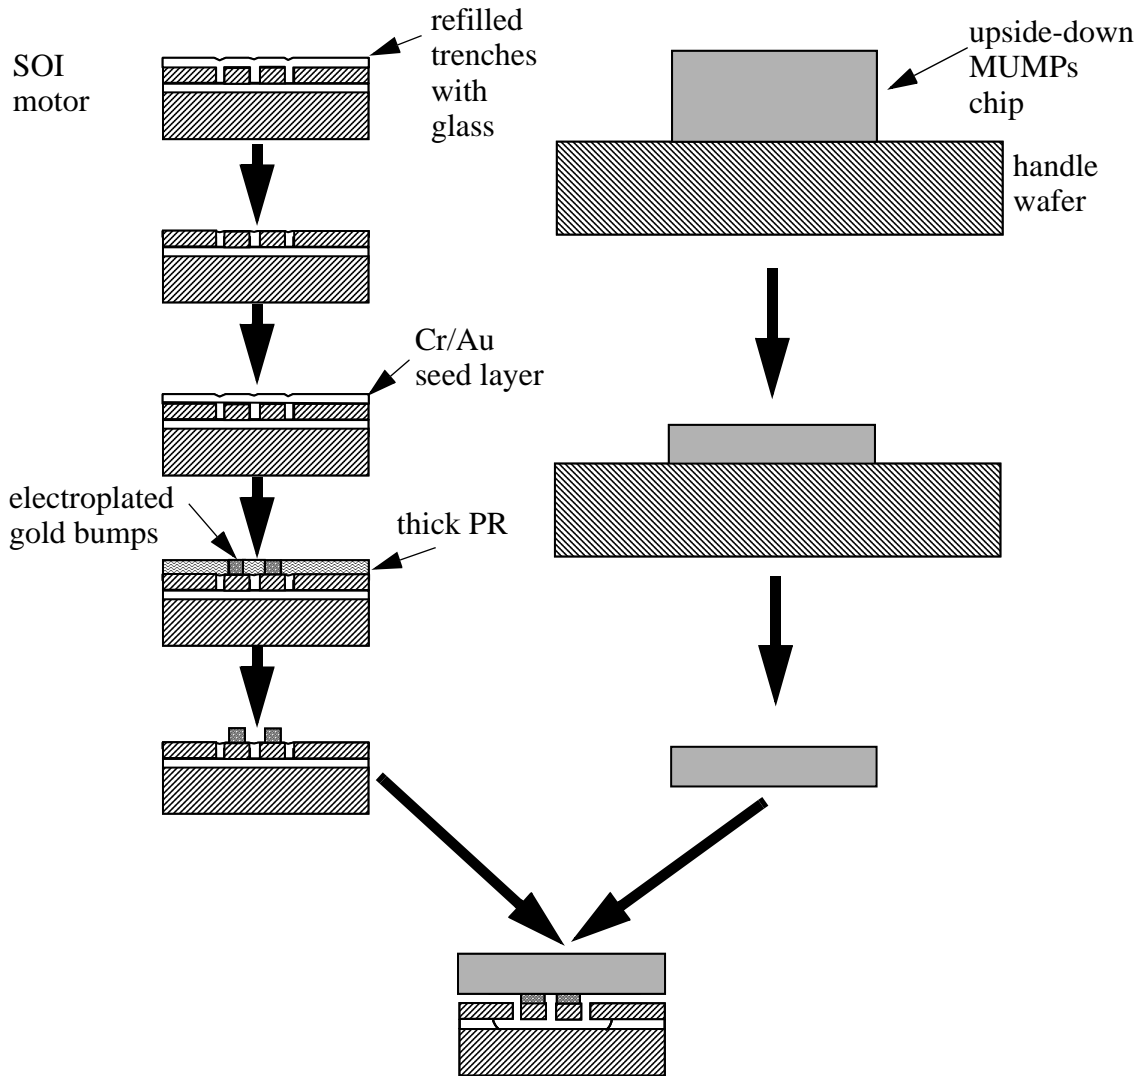 SOI
motor
refilled
trenches
with
glass
upside-down
MUMPs
chip
handle
wafer
Cr/Au
seed layer
electroplated
gold bumps
thick PR